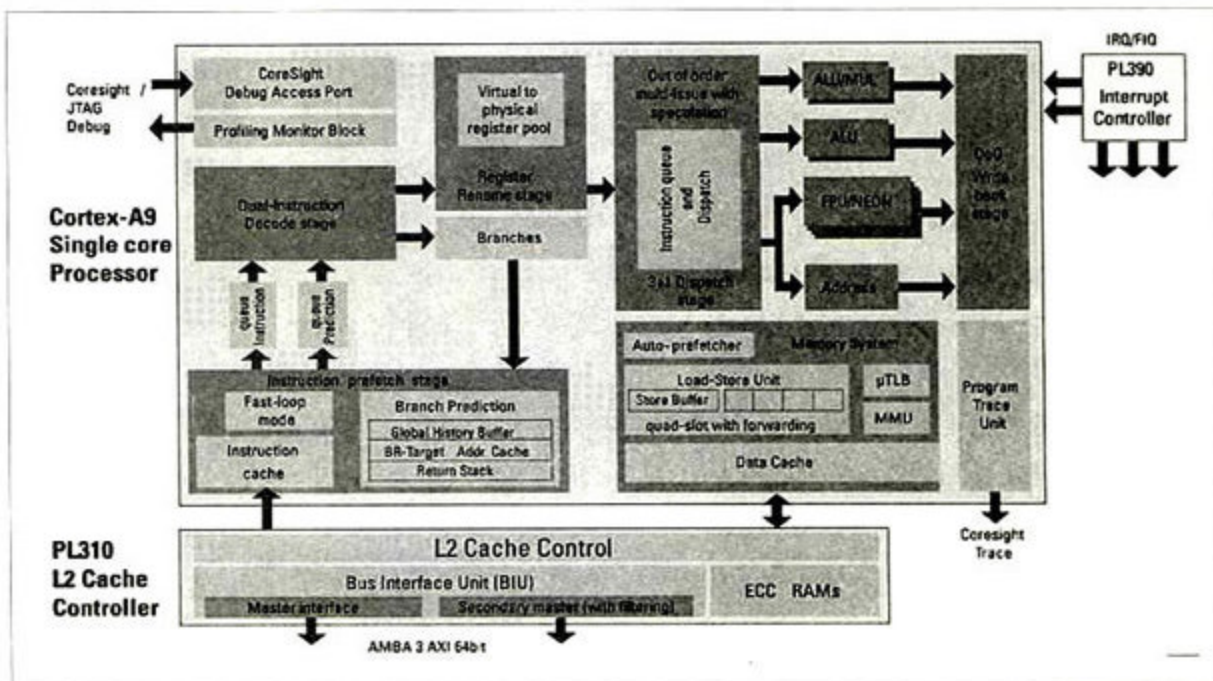 IRQ/FIQ
PL390
Interrupt
Controller
Coresight /
JTAG
Debug
CoreSight
Debug Access Port
Profiling Monitor Block
Virtual to
physical
register pool
Register
Rename stage
Out of order
multi-issue with
speculation
Instruction queue
and
Dispatch
3+1 Dispatch
stage
ALU/MUL
ALU
FPU/NEON
Address
OoO
Write
back
stage
Cortex-A9
Single core
Processor
Dual-Instruction
Decode stage
Branches
queue
Instruction
queue
Prediction
Instruction prefetch stage
Fast-loop
mode
Instruction
cache
Branch Prediction
Global History Buffer
BR-Target Addr. Cache
Return Stack
Auto-prefetcher
Memory System
Load-Store Unit
Store Buffer
quad-slot with forwarding
µTLB
MMU
Data Cache
Program
Trace
Unit
Coresight
Trace
PL310
L2 Cache
Controller
L2 Cache Control
Bus Interface Unit (BIU)
Master interface
Secondary master (with filtering)
ECC RAMs
AMBA 3 AXI 64bit